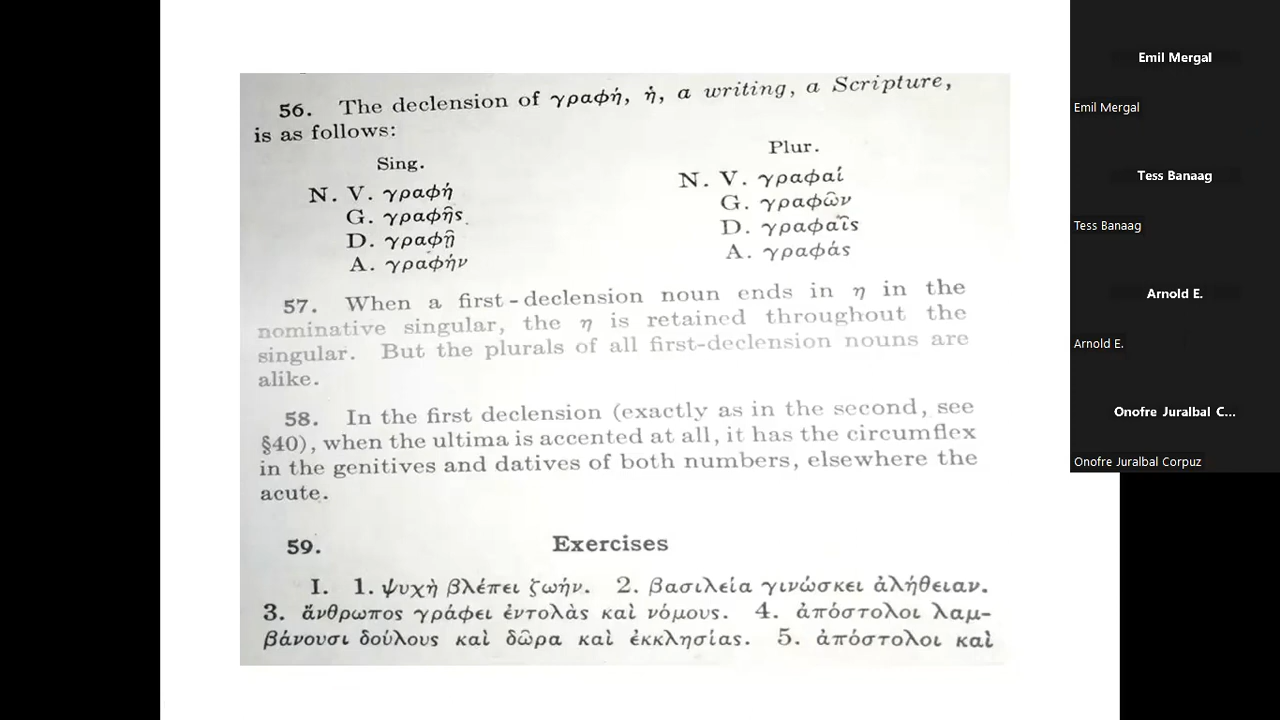 56. The declension of γραφή, ἡ, a writing, a Scripture,
is as follows:
Sing.
N. V. γραφή
G. γραφῆς
D. γραφῇ
A. γραφήν
Plur.
N. V. γραφαί
G. γραφῶν
D. γραφαῖς
A. γραφάς
57. When a first-declension noun ends in η in the
nominative singular, the η is retained throughout the
singular. But the plurals of all first-declension nouns are
alike.
58. In the first declension (exactly as in the second, see
§40), when the ultima is accented at all, it has the circumflex
in the genitives and datives of both numbers, elsewhere the
acute.
59. Exercises
I. 1. ψυχὴ βλέπει ζωήν. 2. βασιλεία γινώσκει ἀλήθειαν.
3. ἄνθρωπος γράφει ἐντολὰς καὶ νόμους. 4. ἀπόστολοι λαμ-
βάνουσι δούλους καὶ δῶρα καὶ ἐκκλησίας. 5. ἀπόστολοι καὶ
Emil Mergal
Emil Mergal
Tess Banaag
Tess Banaag
Arnold E.
Arnold E.
Onofre Juralbal C...
Onofre Juralbal Corpuz